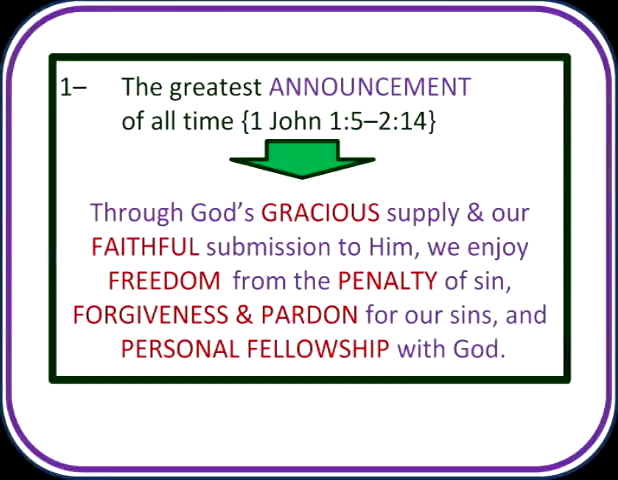 1– The greatest ANNOUNCEMENT
of all time {1 John 1:5–2:14}
Through God’s GRACIOUS supply & our
FAITHFUL submission to Him, we enjoy
FREEDOM from the PENALTY of sin,
FORGIVENESS & PARDON for our sins, and
PERSONAL FELLOWSHIP with God.